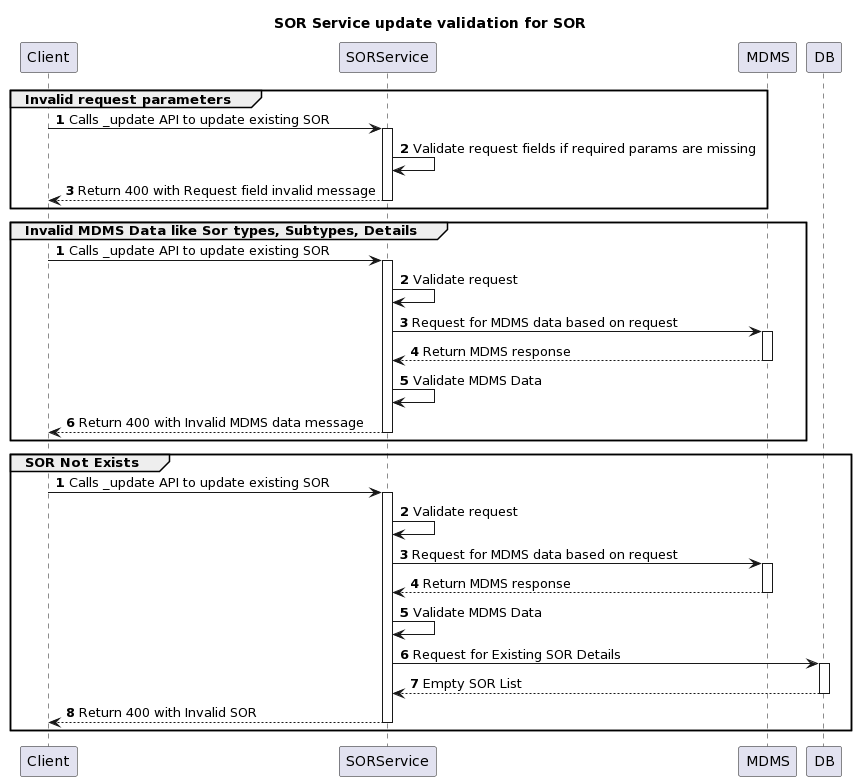 SOR Service update validation for SOR
Client SORService MDMS DB
Invalid request parameters
1 Calls _update API to update existing SOR
2 Validate request fields if required params are missing
3 Return 400 with Request field invalid message
Invalid MDMS Data like Sor types, Subtypes, Details
1 Calls _update API to update existing SOR
2 Validate request
3 Request for MDMS data based on request
4 Return MDMS response
5 Validate MDMS Data
6 Return 400 with Invalid MDMS data message
SOR Not Exists
1 Calls _update API to update existing SOR
2 Validate request
3 Request for MDMS data based on request
4 Return MDMS response
5 Validate MDMS Data
6 Request for Existing SOR Details
7 Empty SOR List
8 Return 400 with Invalid SOR
Client SORService MDMS DB